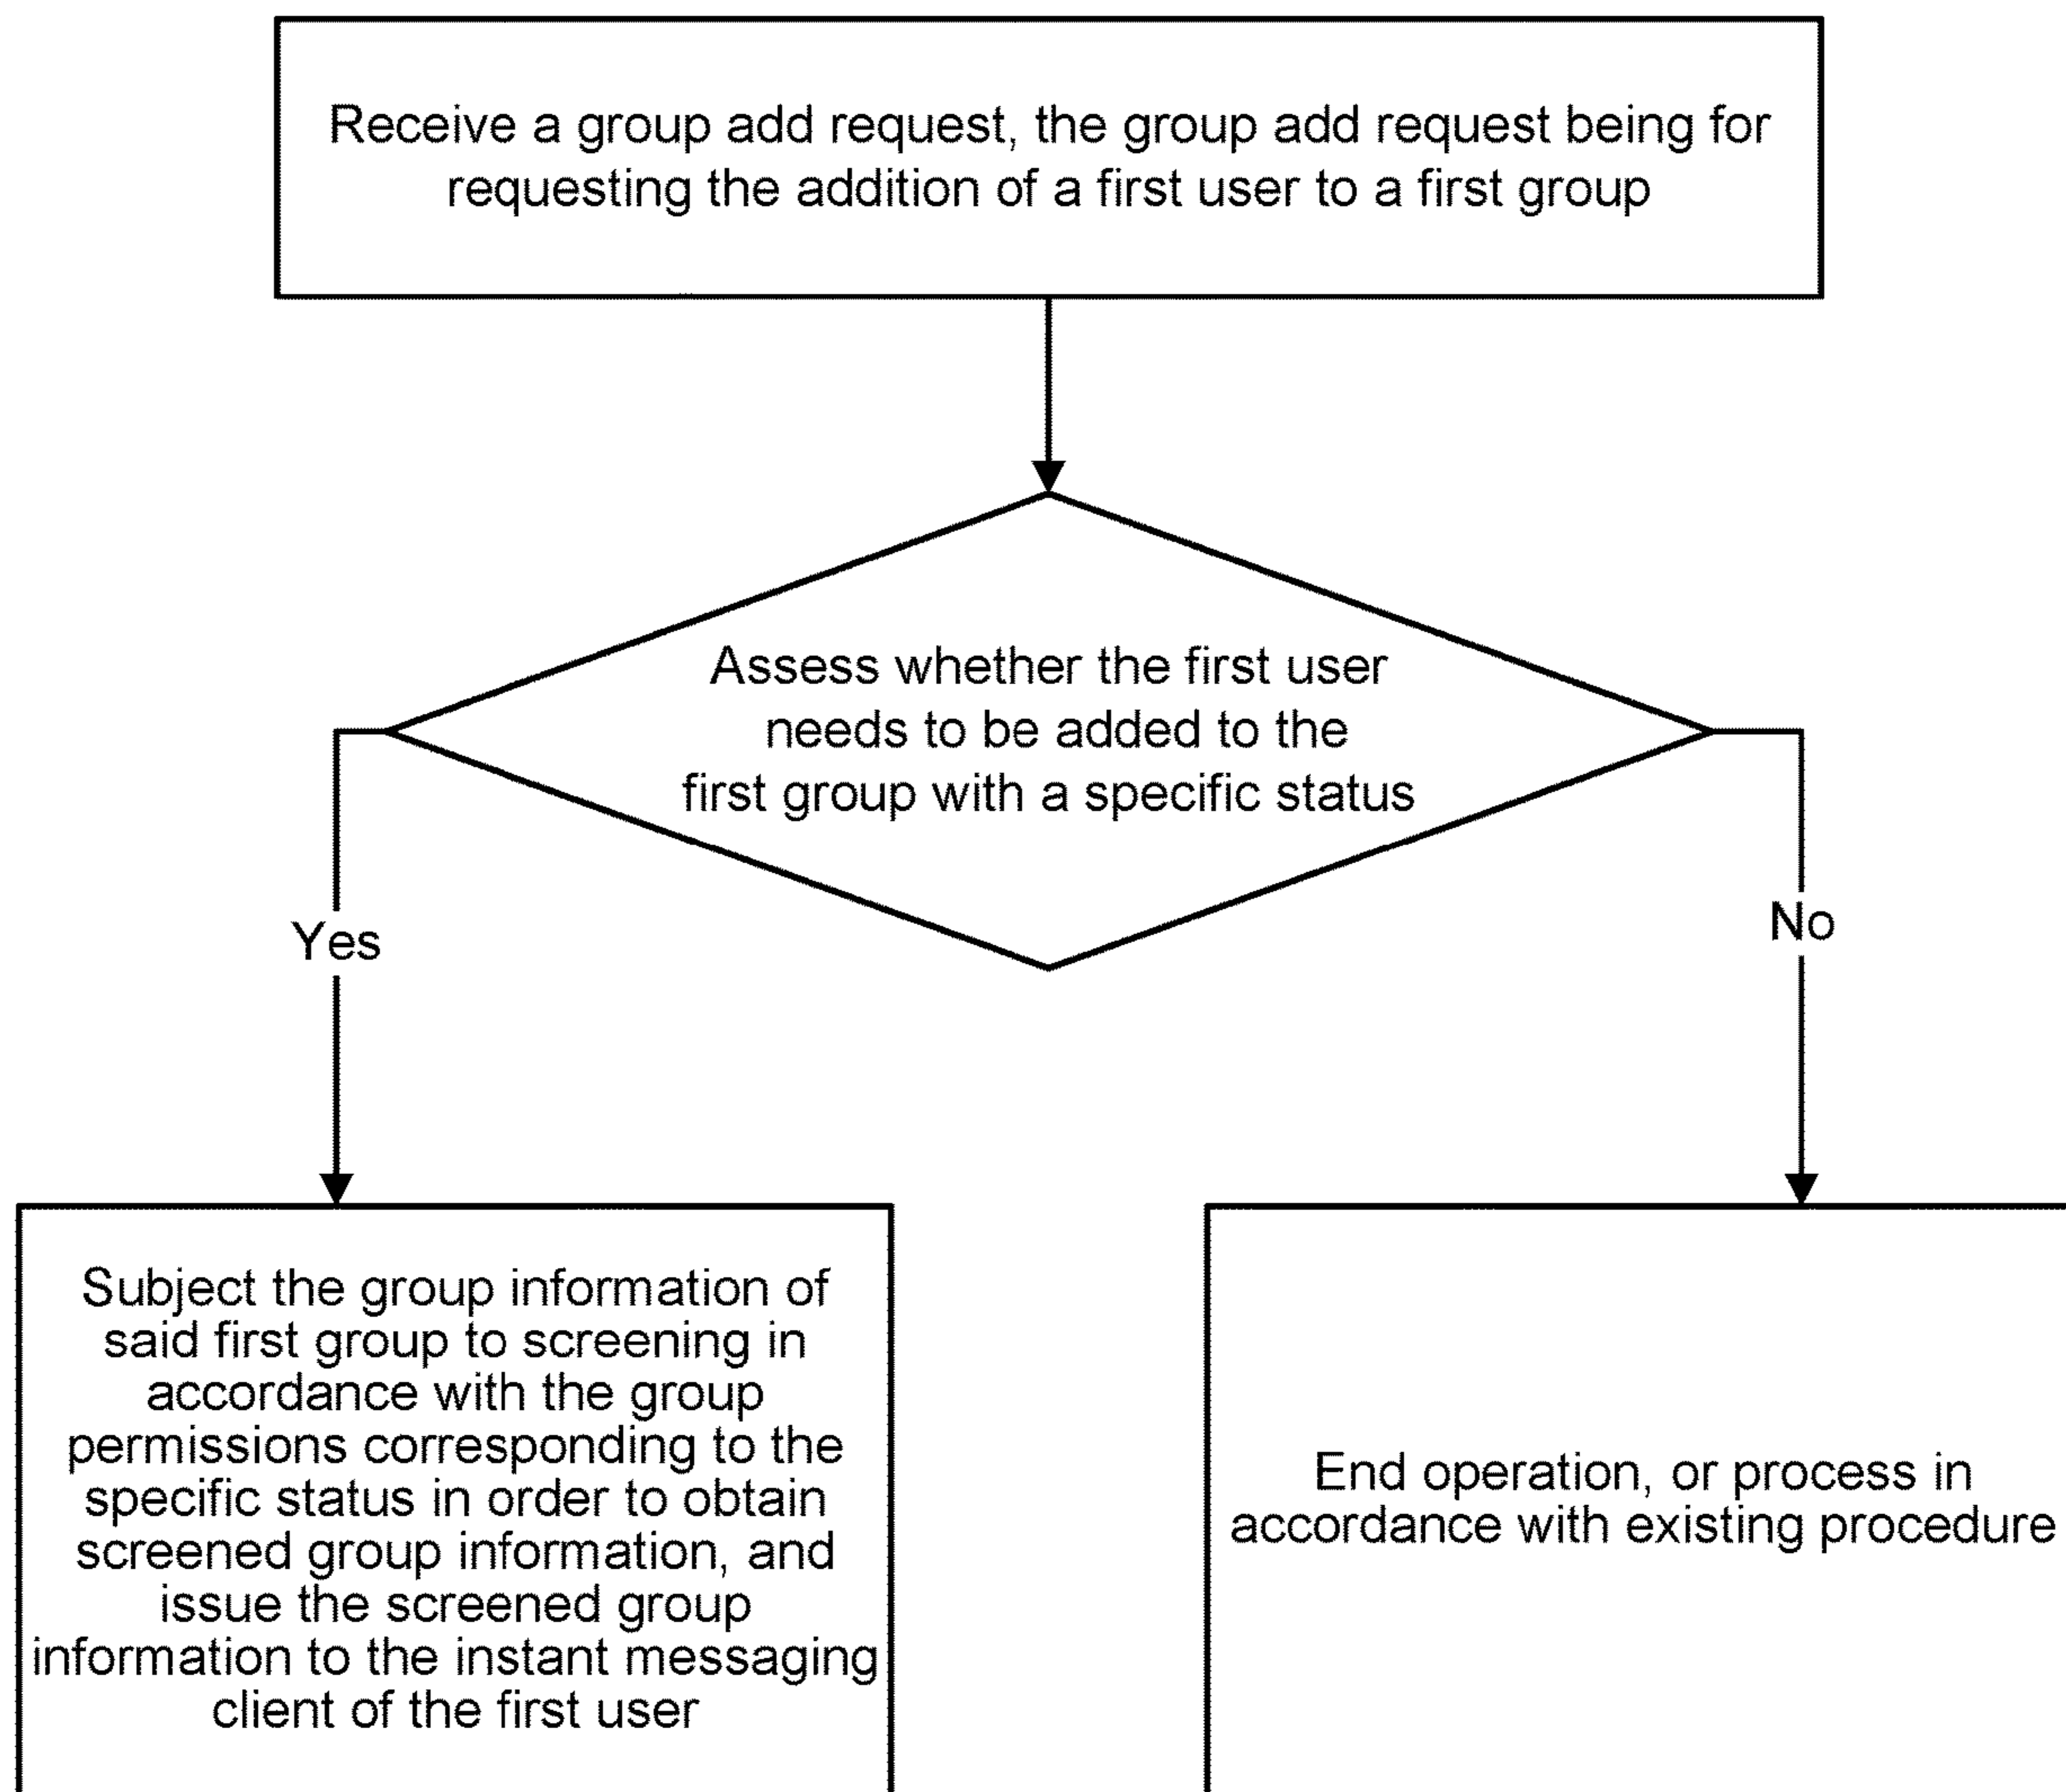 Receive a group add request, the group add request being for
requesting the addition of a first user to a first group
Assess whether the first user
needs to be added to the
first group with a specific status
Yes
No
Subject the group information of
said first group to screening in
accordance with the group
permissions corresponding to the
specific status in order to obtain
screened group information, and
issue the screened group
information to the instant messaging
client of the first user
End operation, or process in
accordance with existing procedure